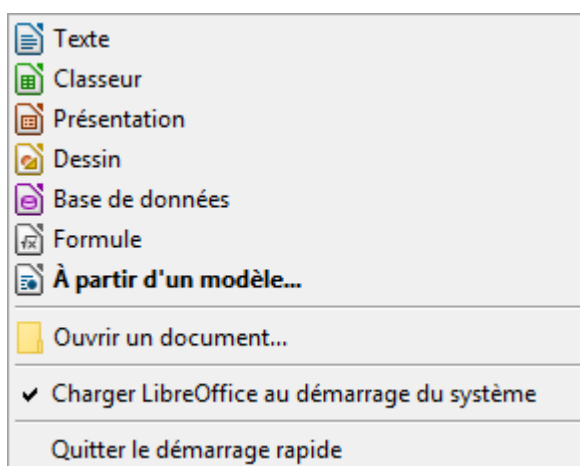 Texte
Classeur
Présentation
Dessin
Base de données
Formule
À partir d'un modèle...
Ouvrir un document...
Charger LibreOffice au démarrage du système
Quitter le démarrage rapide